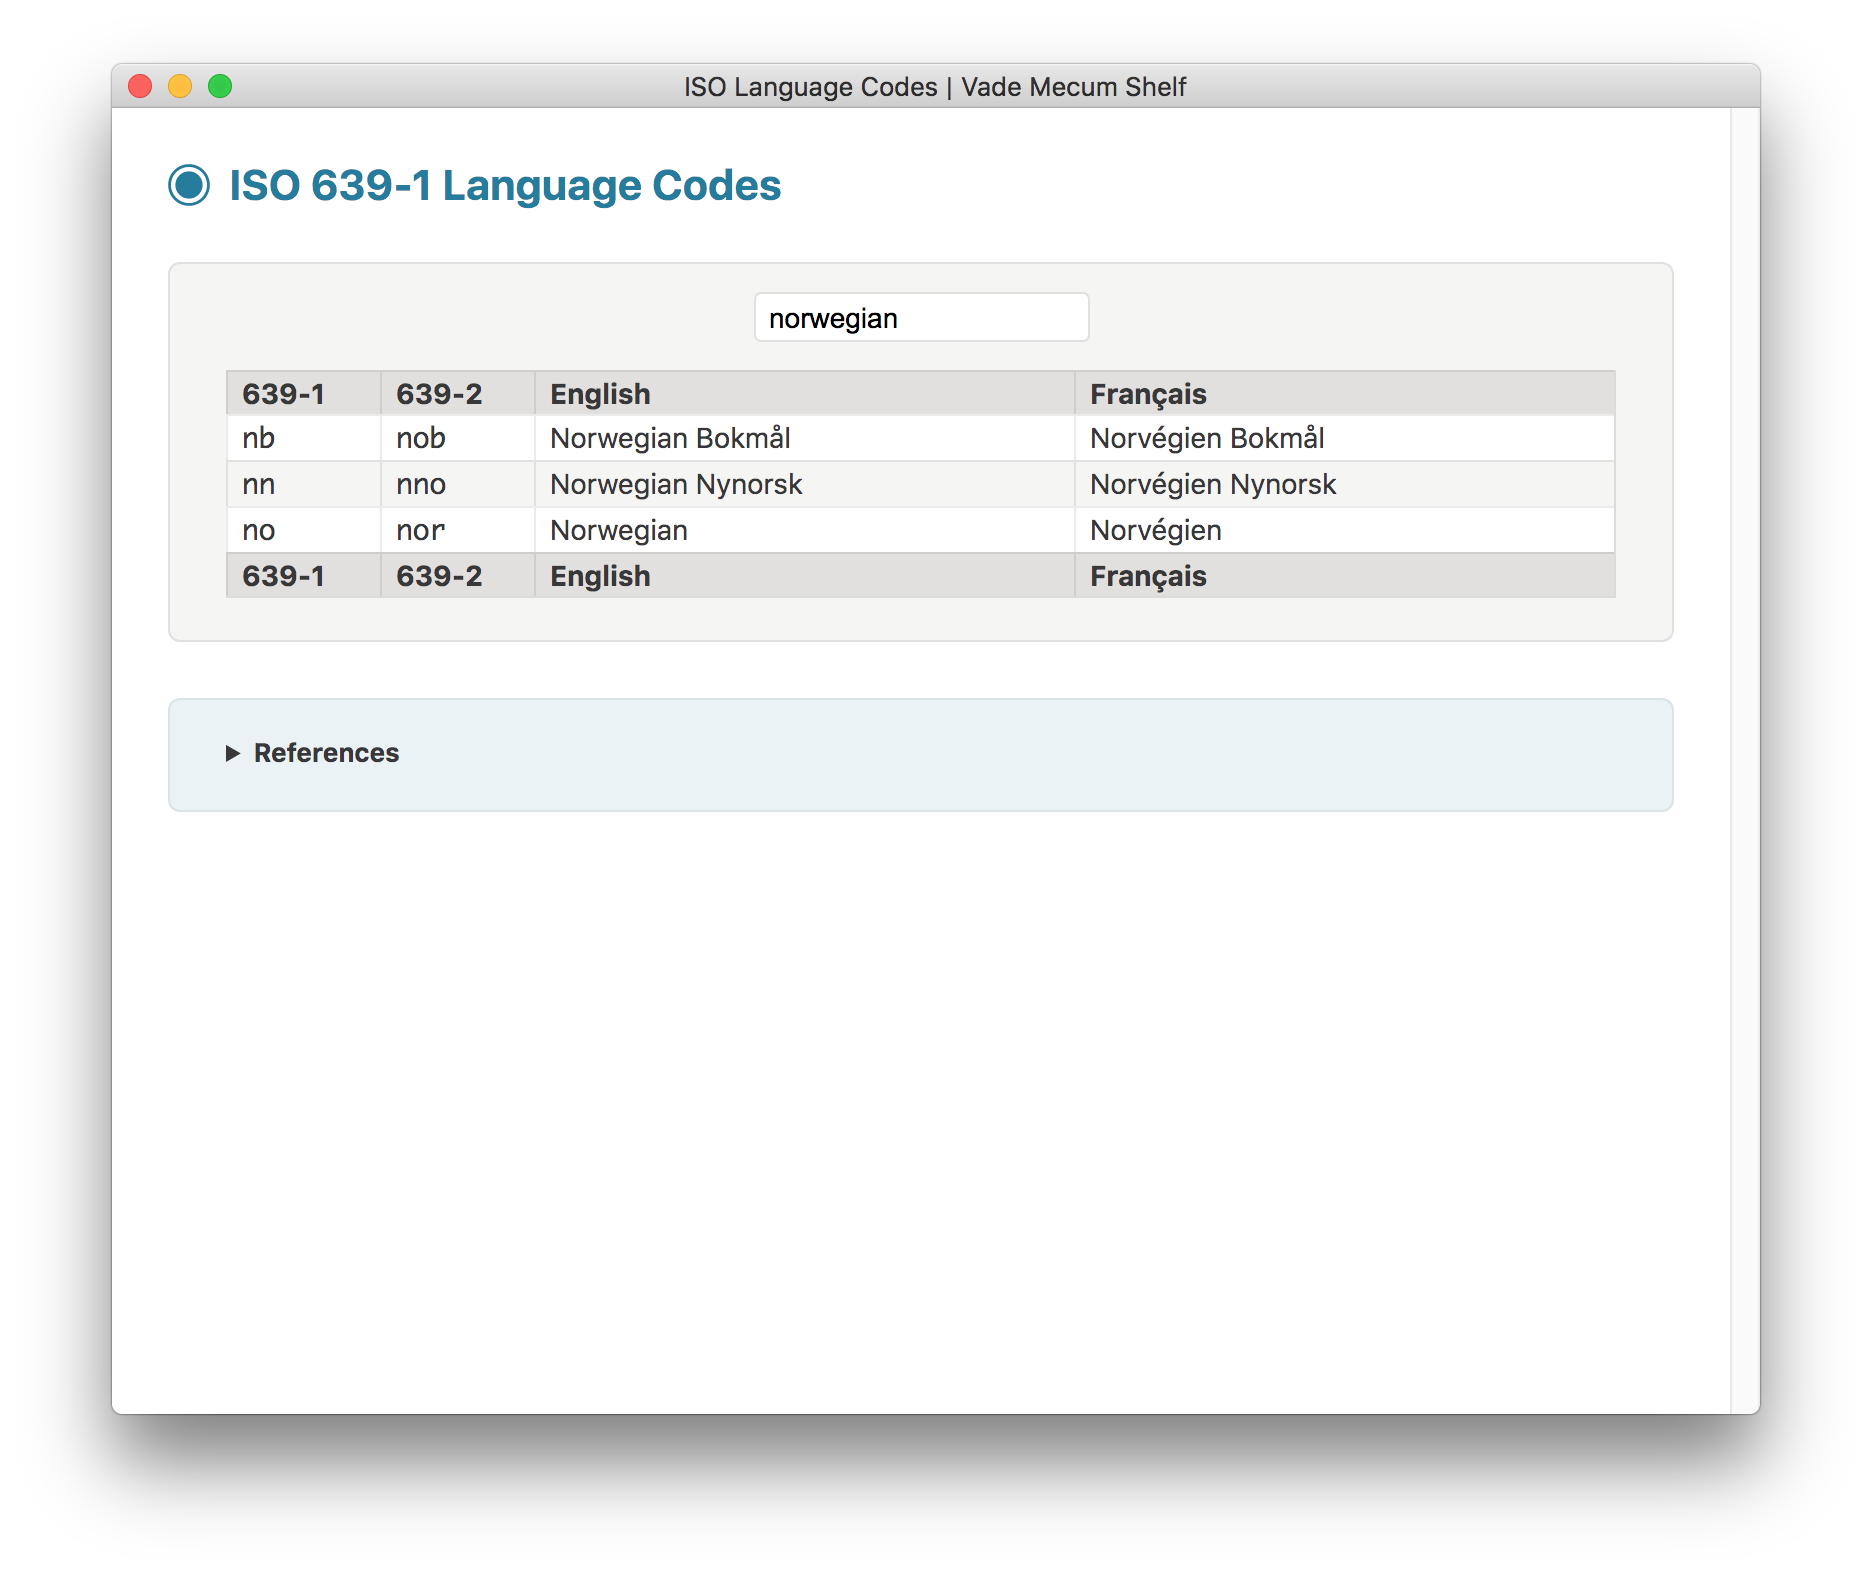 ISO Language Codes | Vade Mecum Shelf
ISO 639-1 Language Codes
norwegian
639-1 639-2 English Français
nb nob Norwegian Bokmål Norvégien Bokmål
nn nno Norwegian Nynorsk Norvégien Nynorsk
no nor Norwegian Norvégien
639-1 639-2 English Français
References